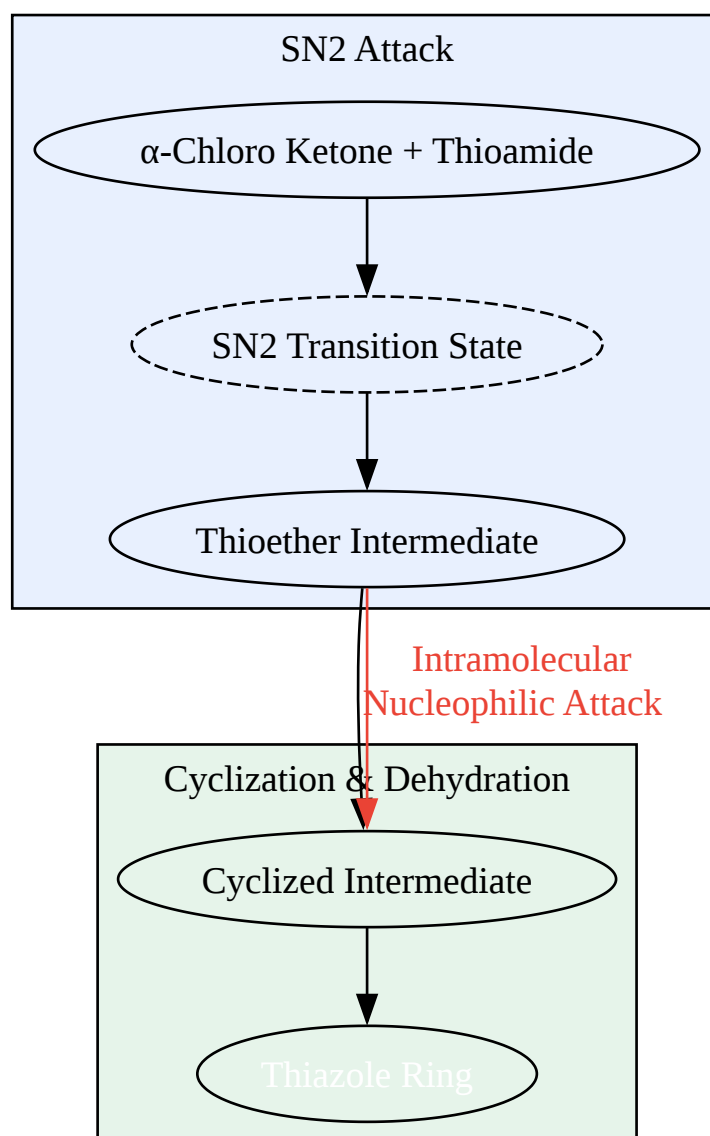 SN2 Attack
α-Chloro Ketone + Thioamide
SN2 Transition State
Thioether Intermediate
Intramolecular
Nucleophilic Attack
Cyclization & Dehydration
Cyclized Intermediate
Thiazole Ring